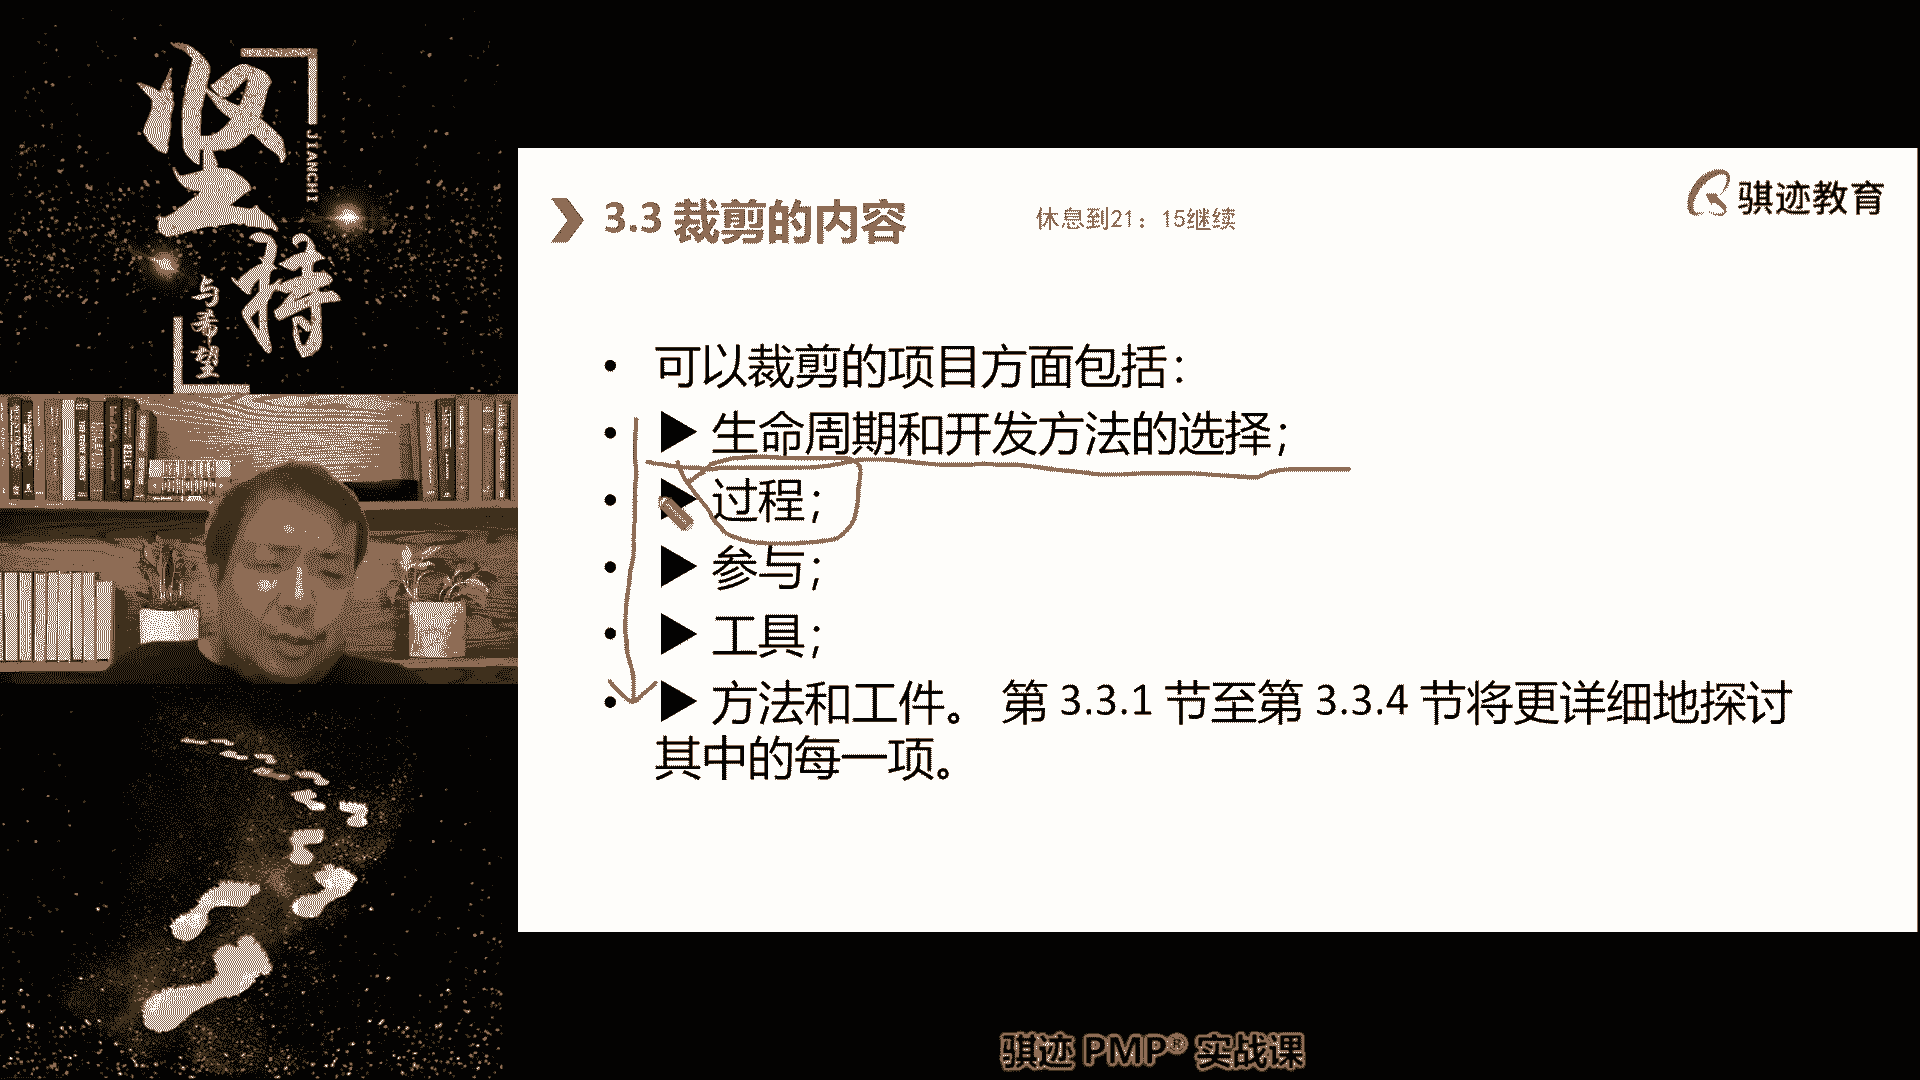 坚持
JIANCHI
与希望
骐迹教育
3.3 裁剪的内容
休息到21：15继续
• 可以裁剪的项目方面包括：
• ▶ 生命周期和开发方法的选择；
• ▶ 过程；
• ▶ 参与；
• ▶ 工具；
• ▶ 方法和工件。 第 3.3.1 节至第 3.3.4 节将更详细地探讨
其中的每一项。
骐迹 PMP® 实战课